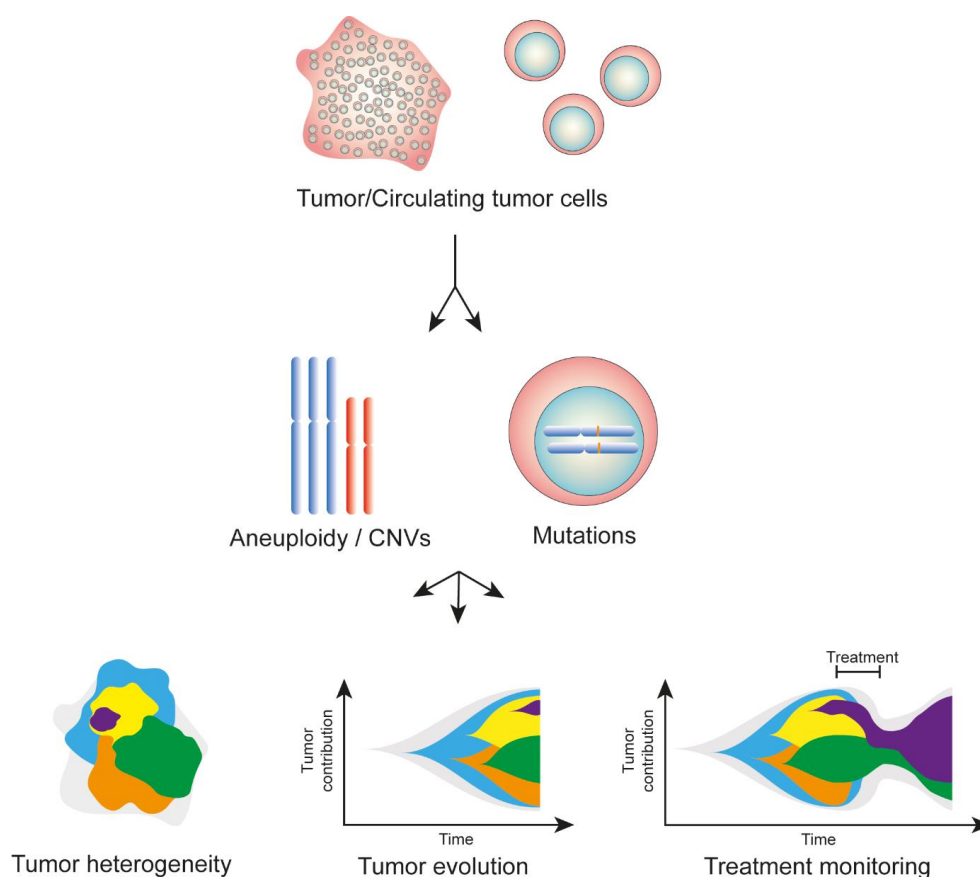 Tumor/Circulating tumor cells
Aneuploidy / CNVs
Mutations
Treatment
Tumor
contribution
Time
Tumor
contribution
Time
Tumor heterogeneity
Tumor evolution
Treatment monitoring